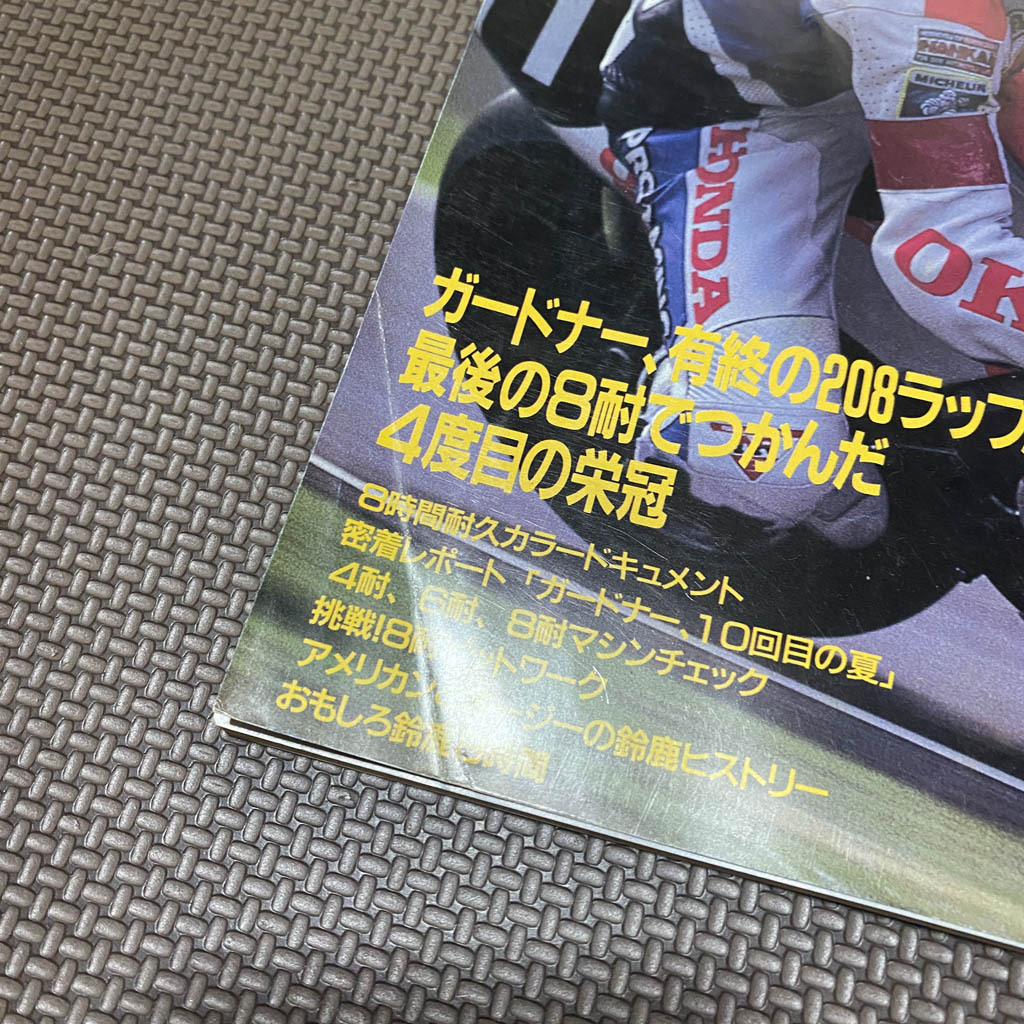 HANKA
MICHELIN
HONDA
OK
ガードナー、有終の208ラップ
最後の8耐でつかんだ
4度目の栄冠
8時間耐久カラードキュメント
密着レポート「ガードナー、10回目の夏」
4耐、6耐、8耐マシンチェック
挑戦!8耐 ットワーク
アメリカン ージーの鈴鹿ヒストリー
おもしろ鈴鹿 時間